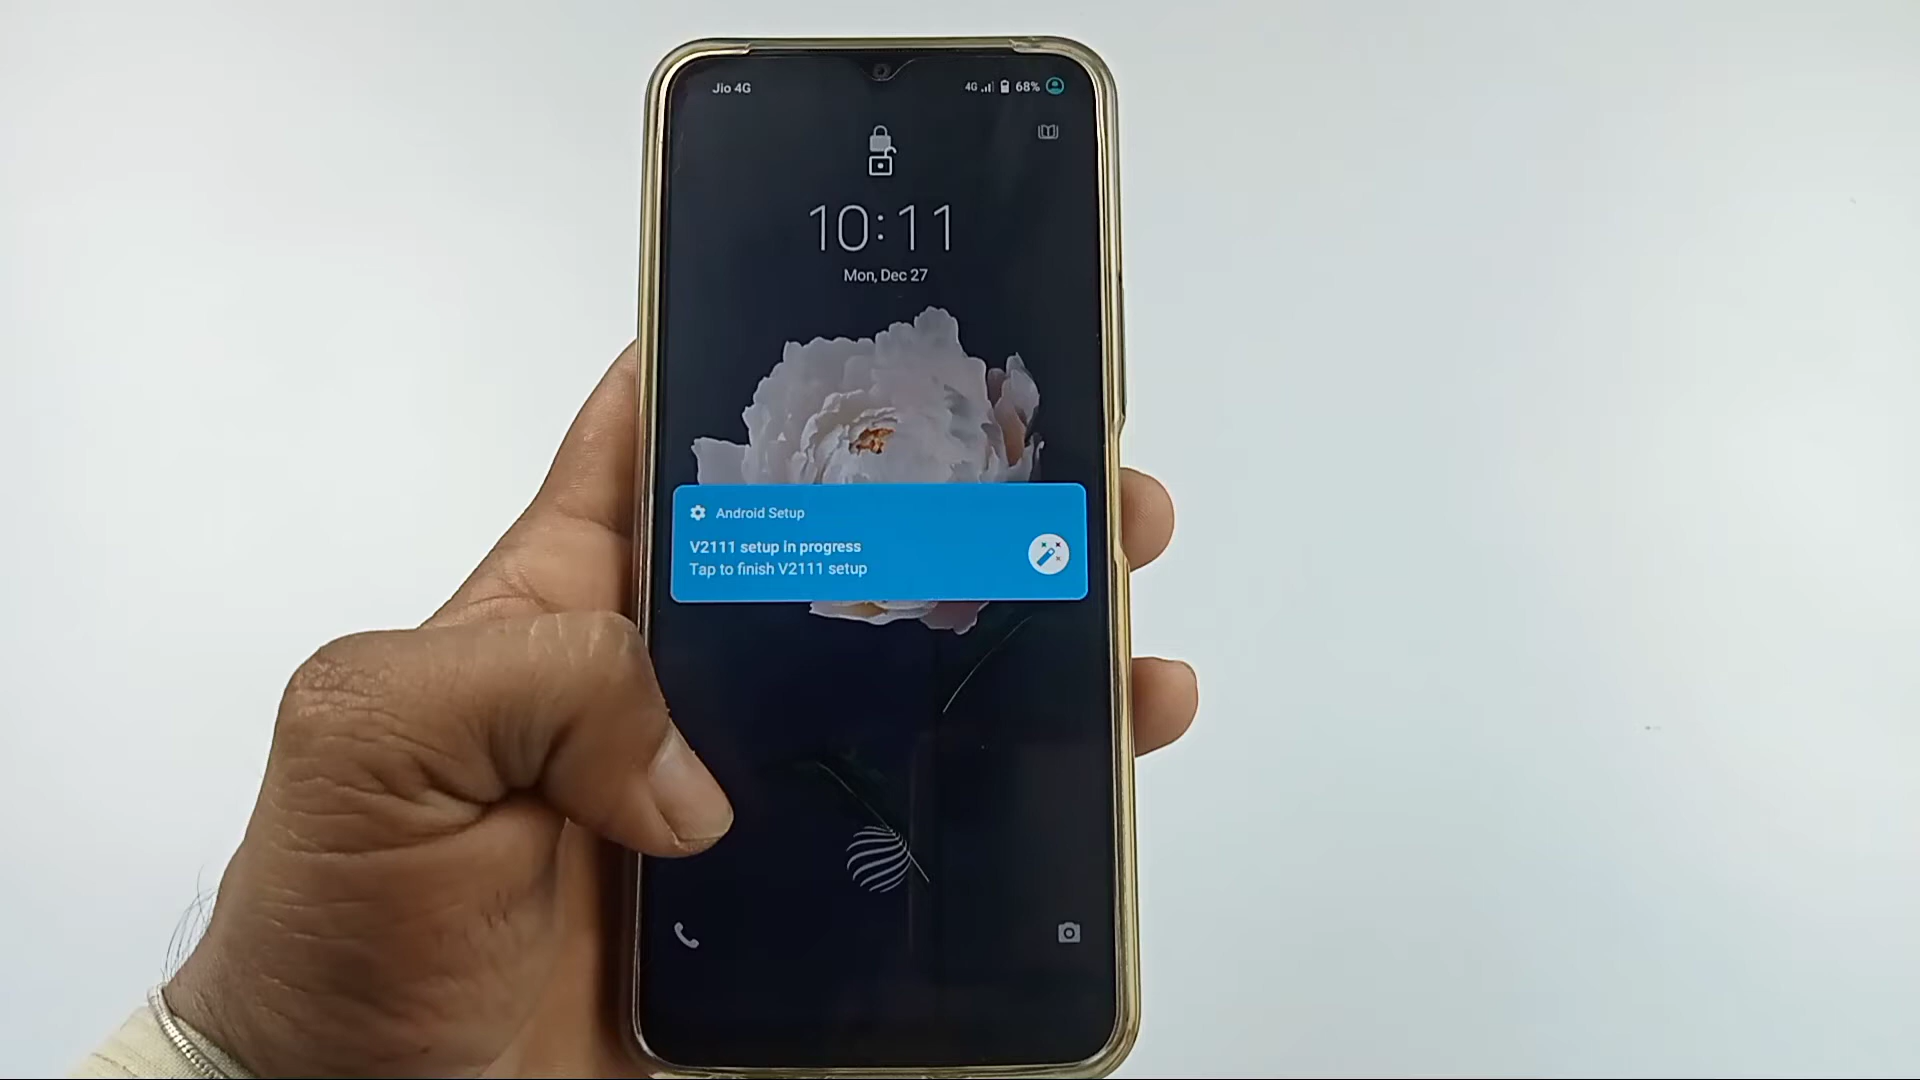 Jio 4G
4G 68%
10:11
Mon, Dec 27
Android Setup
V2111 setup in progress
Tap to finish V2111 setup